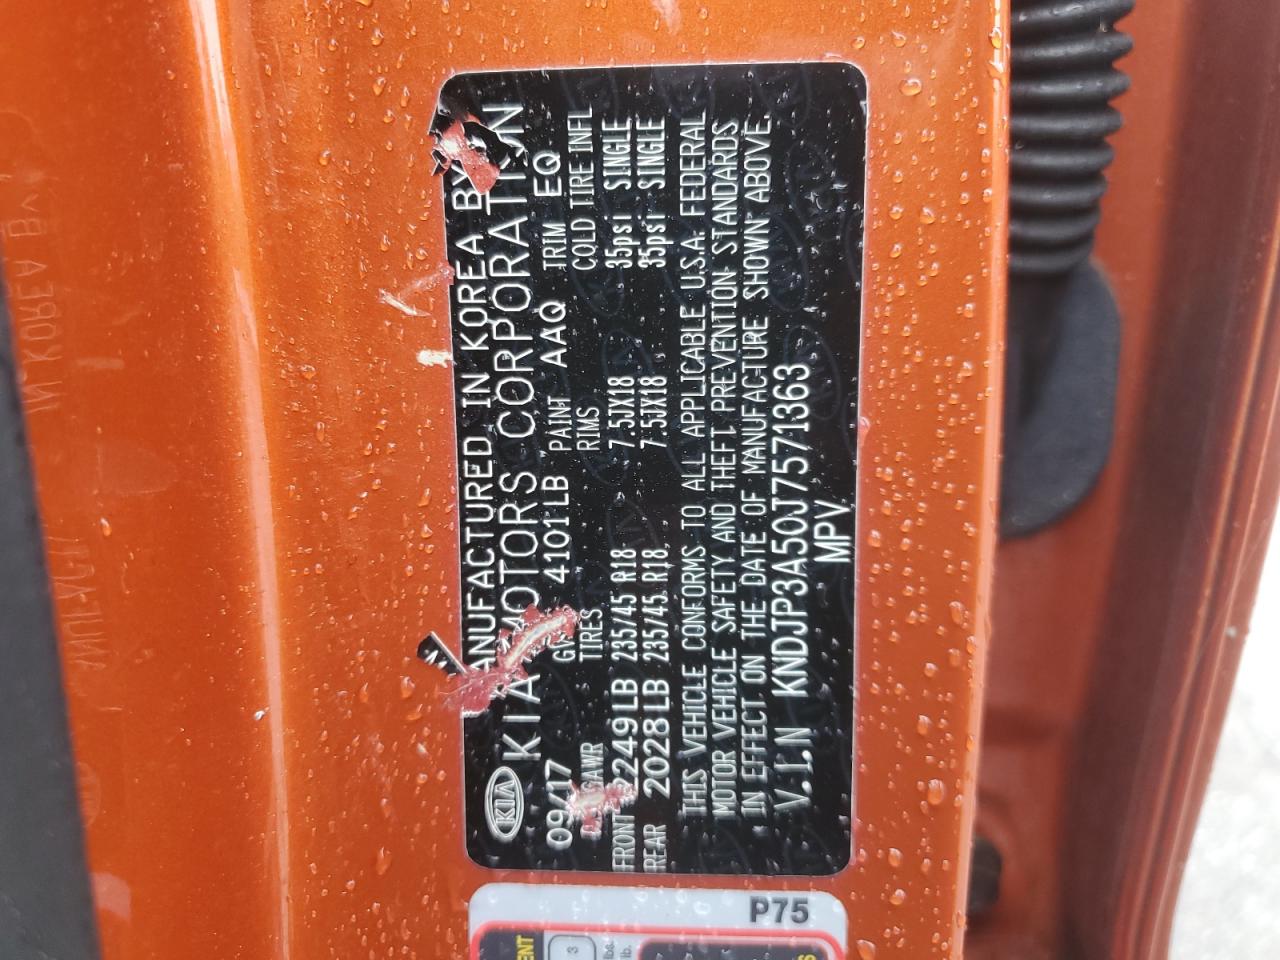 MANUFACTURED IN KOREA BY
KIA KIA MOTORS CORPORATION
09/17 GV 4101LB PAINT AAQ TRIM EQ
GAWR TIRES RIMS COLD TIRE INFL
FRONT 2249LB 235/45 R18 7.5JX18 35psi SINGLE
REAR 2028LB 235/45 R18 7.5JX18 35psi SINGLE
THIS VEHICLE CONFORMS TO ALL APPLICABLE U.S.A. FEDERAL
MOTOR VEHICLE SAFETY AND THEFT PREVENTION STANDARDS
IN EFFECT ON THE DATE OF MANUFACTURE SHOWN ABOVE.
V.I.N KNDJP3A50J7571363
MPV
P75